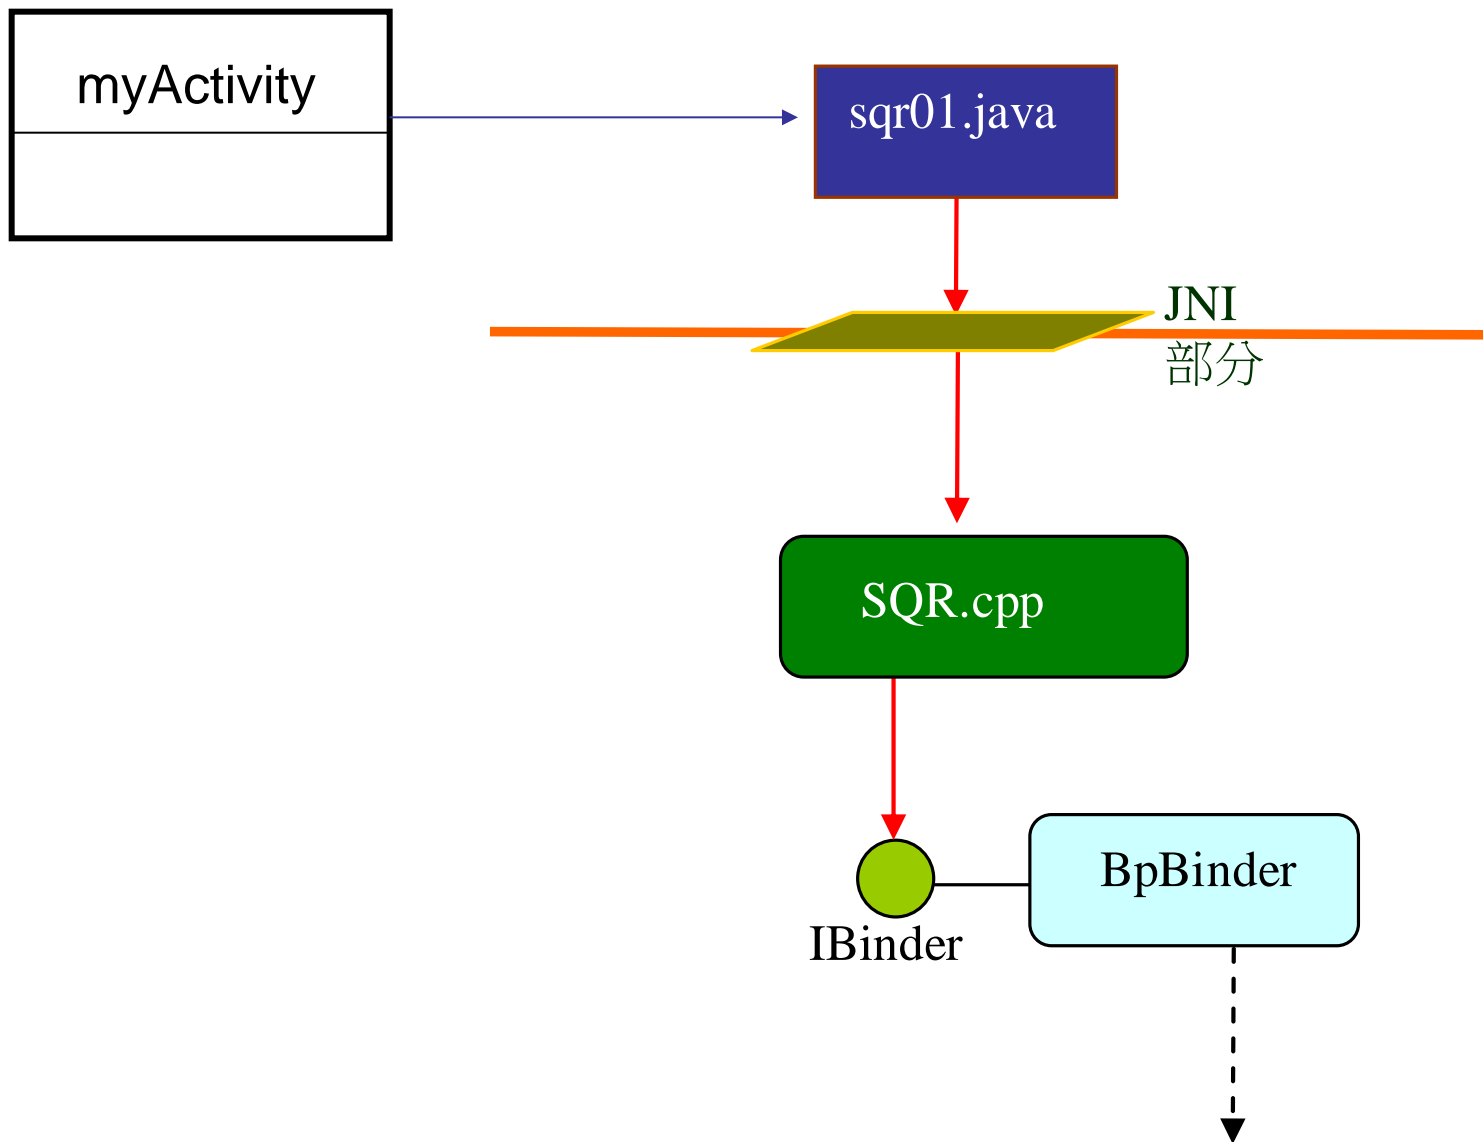 myActivity
sqr01.java
JNI
部分
SQR.cpp
BpBinder
IBinder